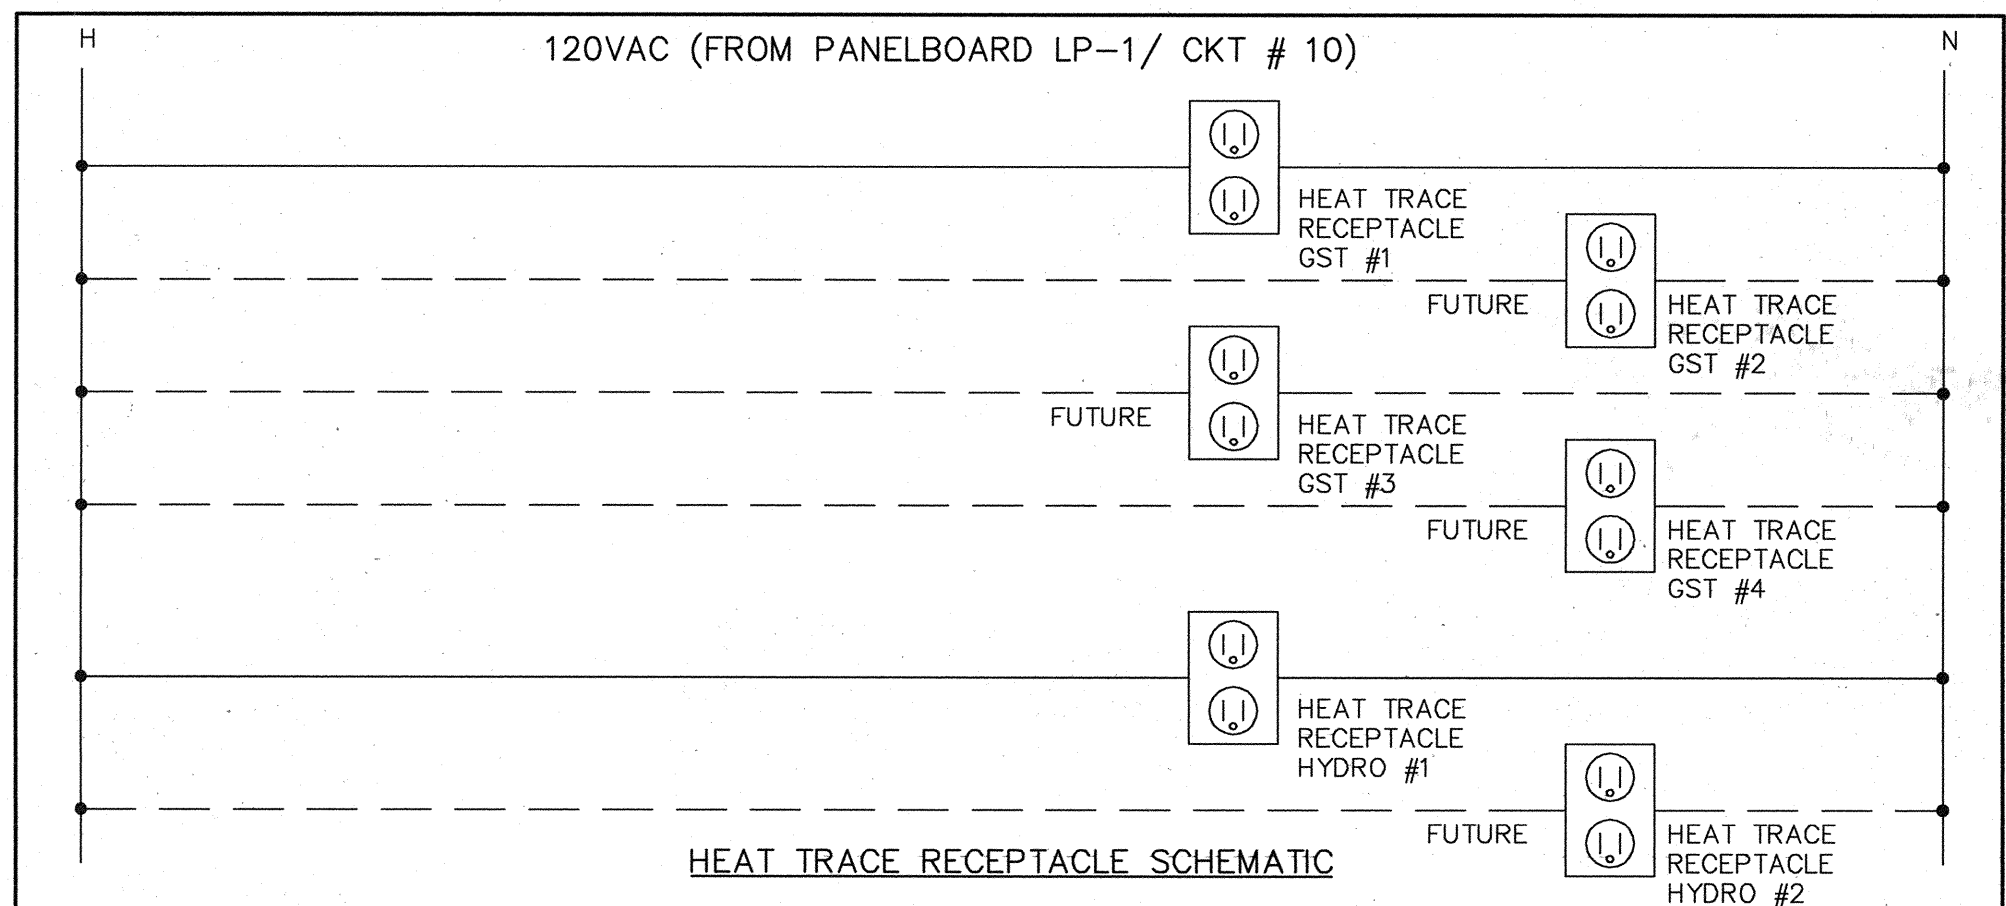 H
120VAC (FROM PANELBOARD LP-1/ CKT # 10)
N
HEAT TRACE
RECEPTACLE
GST #1
FUTURE
HEAT TRACE
RECEPTACLE
GST #2
FUTURE
HEAT TRACE
RECEPTACLE
GST #3
FUTURE
HEAT TRACE
RECEPTACLE
GST #4
HEAT TRACE
RECEPTACLE
HYDRO #1
FUTURE
HEAT TRACE
RECEPTACLE
HYDRO #2
HEAT TRACE RECEPTACLE SCHEMATIC